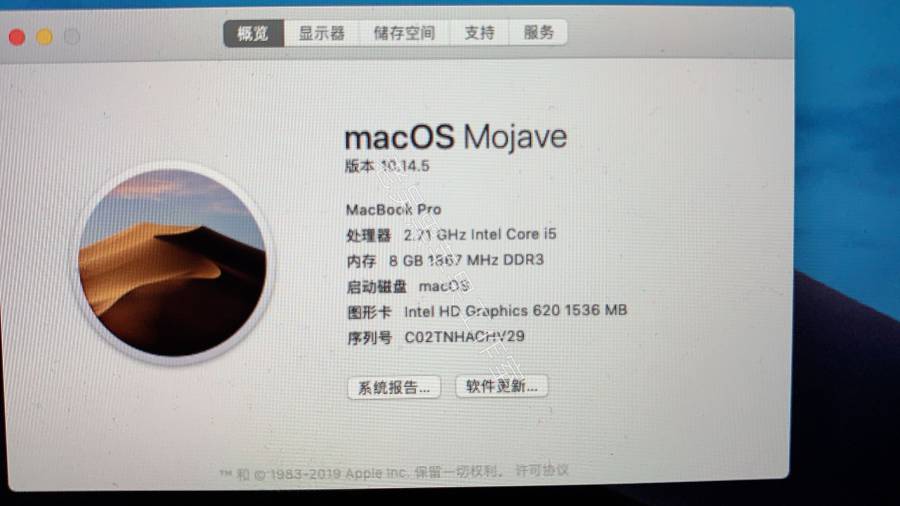 概览 显示器 储存空间 支持 服务
macOS Mojave
版本 10.14.5
MacBook Pro
处理器 2.71 GHz Intel Core i5
内存 8 GB 1867 MHz DDR3
启动磁盘 macOS
图形卡 Intel HD Graphics 620 1536 MB
序列号 C02TNHACHV29
系统报告... 软件更新...
™ 和 © 1983-2019 Apple Inc. 保留一切权利。 许可协议